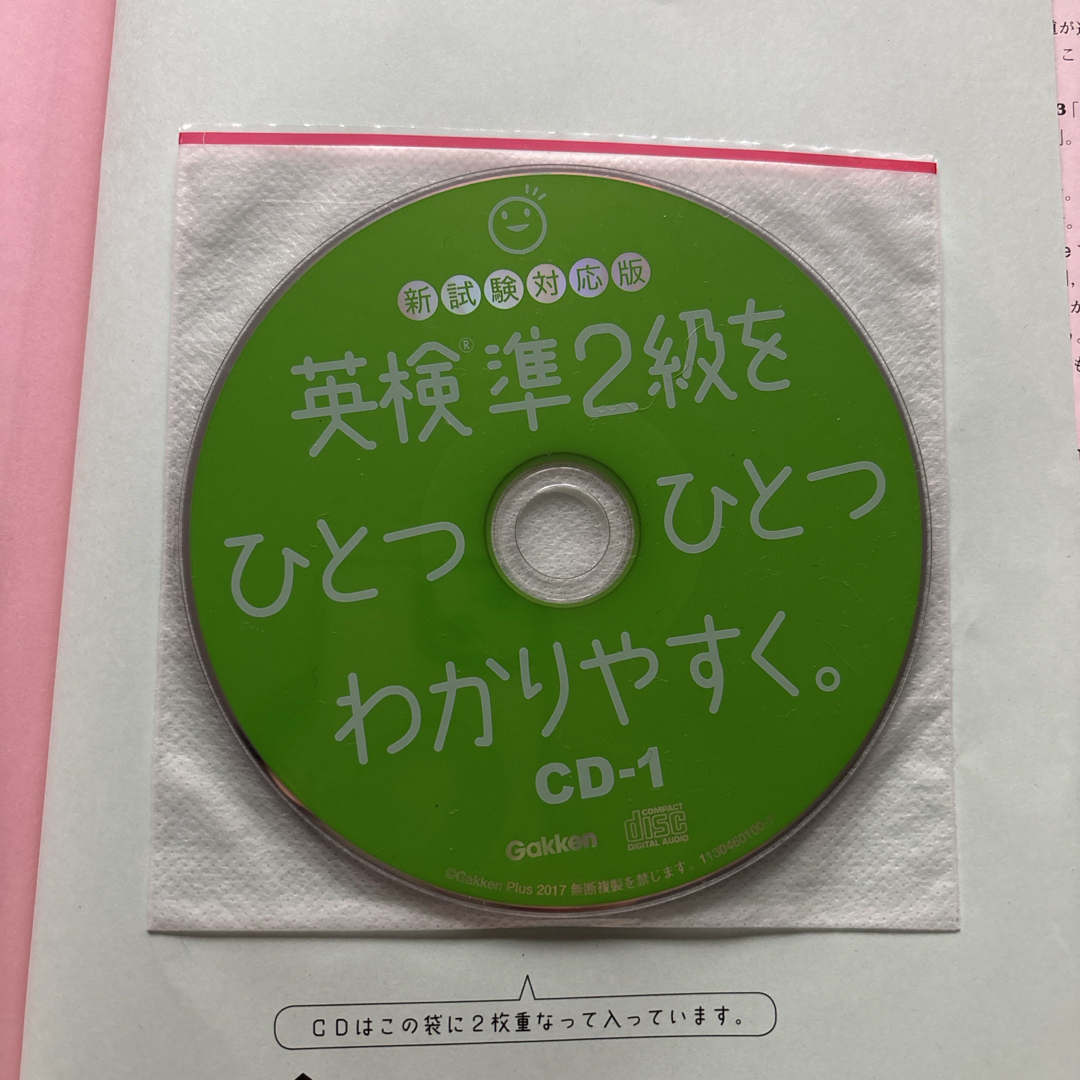 新試験対応版
英検®準2級を
ひとつ ひとつ
わかりやすく。
CD-1
Gakken
COMPACT
disc
DIGITAL AUDIO
©Gakken Plus 2017 無断複製を禁じます。1130460100-1
CDはこの袋に2枚重なって入っています。